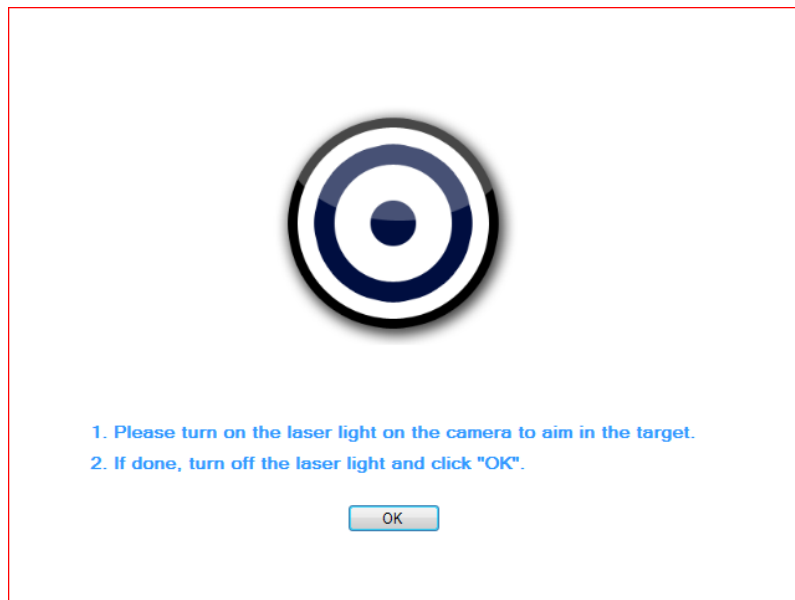 1. Please turn on the laser light on the camera to aim in the target.
2. If done, turn off the laser light and click "OK".
OK